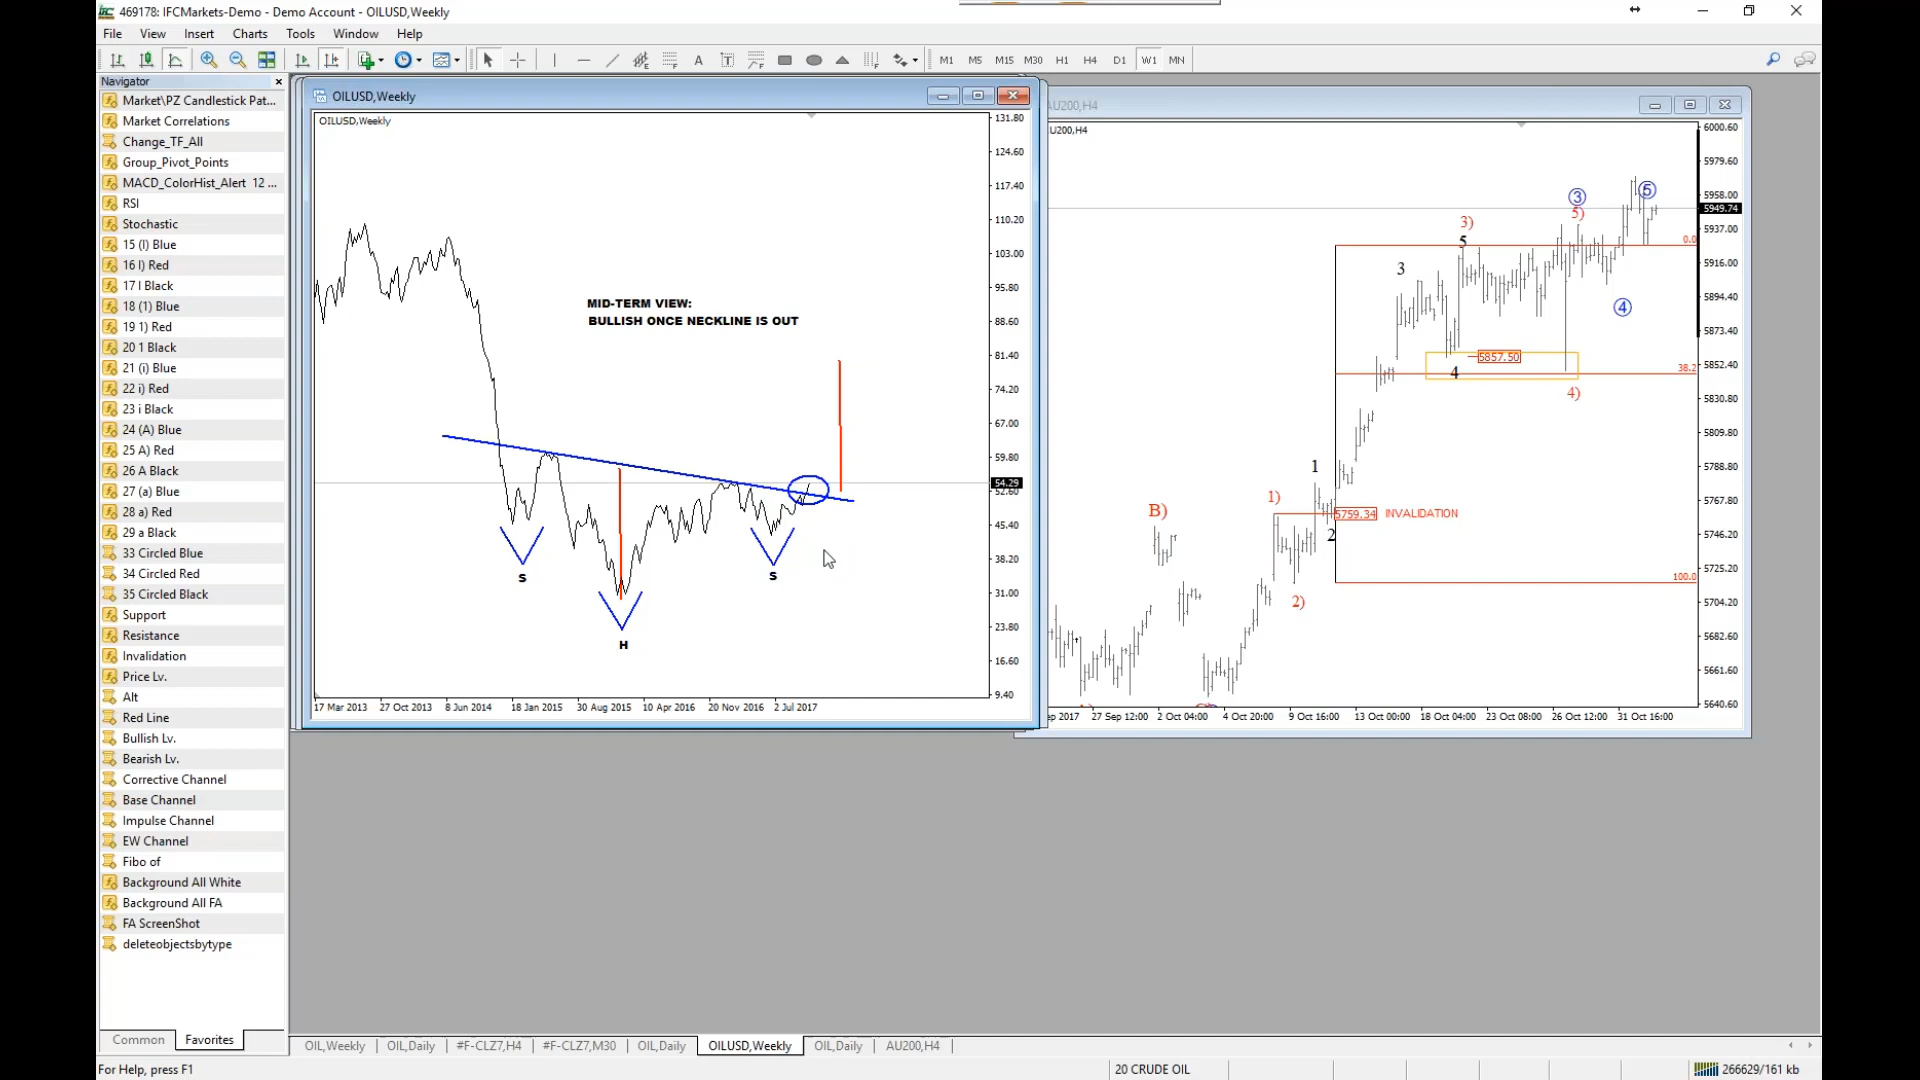 469178: IFCMarkets-Demo - Demo Account - OILUSD,Weekly
File View Insert Charts Tools Window Help
A T M1 M5 M15 M30 H1 H4 D1 W1 MN
Navigator
Market\PZ Candlestick Pat...
Market Correlations
Change_TF_All
Group_Pivot_Points
MACD_ColorHist_Alert 12 ...
RSI
Stochastic
15 (I) Blue
16 I) Red
17 I Black
18 (1) Blue
19 1) Red
20 1 Black
21 (i) Blue
22 i) Red
23 i Black
24 (A) Blue
25 A) Red
26 A Black
27 (a) Blue
28 a) Red
29 a Black
33 Circled Blue
34 Circled Red
35 Circled Black
Support
Resistance
Invalidation
Price Lv.
Alt
Red Line
Bullish Lv.
Bearish Lv.
Corrective Channel
Base Channel
Impulse Channel
EW Channel
Fibo of
Background All White
Background All FA
FA ScreenShot
deleteobjectsbytype
Common Favorites
OILUSD,Weekly
OILUSD,Weekly
MID-TERM VIEW:
BULLISH ONCE NECKLINE IS OUT
S
H
S
131.80
124.60
117.40
110.20
103.00
95.80
88.60
81.40
74.20
67.00
59.80
54.29
52.60
45.40
38.20
31.00
23.80
16.60
9.40
17 Mar 2013 27 Oct 2013 8 Jun 2014 18 Jan 2015 30 Aug 2015 10 Apr 2016 20 Nov 2016 2 Jul 2017
AU200,H4
U200,H4
B)
1)
2)
1
2
3
4
3)
5
5857.50
4)
③
5)
④
⑤
5759.34 INVALIDATION
0.0
38.2
100.0
6000.60
5979.60
5958.00
5949.74
5937.00
5916.00
5894.40
5873.40
5852.40
5830.80
5809.80
5788.80
5767.80
5746.20
5725.20
5704.20
5682.60
5661.60
5640.60
ep 2017 27 Sep 12:00 2 Oct 04:00 4 Oct 20:00 9 Oct 16:00 13 Oct 00:00 18 Oct 04:00 23 Oct 08:00 26 Oct 12:00 31 Oct 16:00
OIL,Weekly OIL,Daily #F-CLZ7,H4 #F-CLZ7,M30 OIL,Daily OILUSD,Weekly OIL,Daily AU200,H4
For Help, press F1 20 CRUDE OIL 266629/161 kb